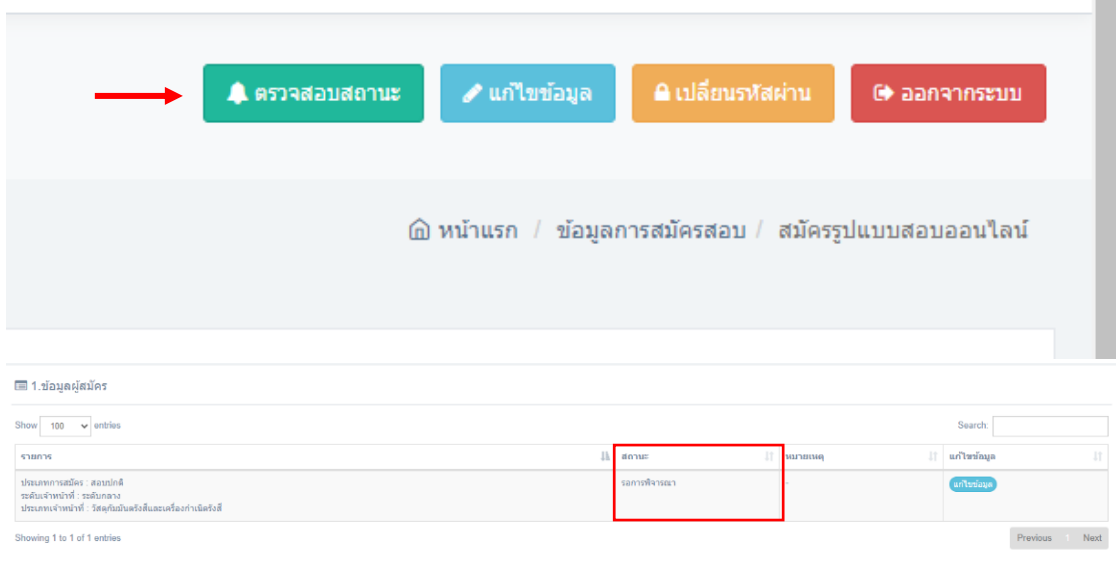 ตรวจสอบสถานะ แก้ไขข้อมูล เปลี่ยนรหัสผ่าน ออกจากระบบ
หน้าแรก / ข้อมูลการสมัครสอบ / สมัครรูปแบบสอบออนไลน์
1.ข้อมูลผู้สมัคร
Show 100 entries Search:
รายการ สถานะ หมายเหตุ แก้ไขข้อมูล
ประเภทการสมัคร : สอบปกติ รอการพิจารณา - แก้ไขข้อมูล
ระดับเจ้าหน้าที่ : ระดับกลาง
ประเภทเจ้าหน้าที่ : วัสดุกัมมันตรังสีและเครื่องกำเนิดรังสี
Showing 1 to 1 of 1 entries Previous 1 Next